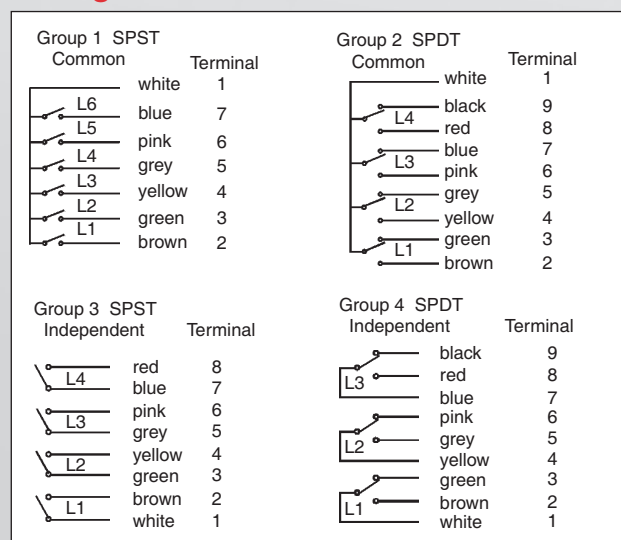 Group 1 SPST
Common Terminal
white 1
L6 blue 7
L5 pink 6
L4 grey 5
L3 yellow 4
L2 green 3
L1 brown 2
Group 2 SPDT
Common Terminal
white 1
black 9
L4
red 8
blue 7
L3
pink 6
grey 5
L2
yellow 4
green 3
L1
brown 2
Group 3 SPST
Independent Terminal
red 8
L4
blue 7
pink 6
L3
grey 5
yellow 4
L2
green 3
brown 2
L1
white 1
Group 4 SPDT
Independent Terminal
black 9
L3 red 8
blue 7
pink 6
L2 grey 5
yellow 4
green 3
L1 brown 2
white 1